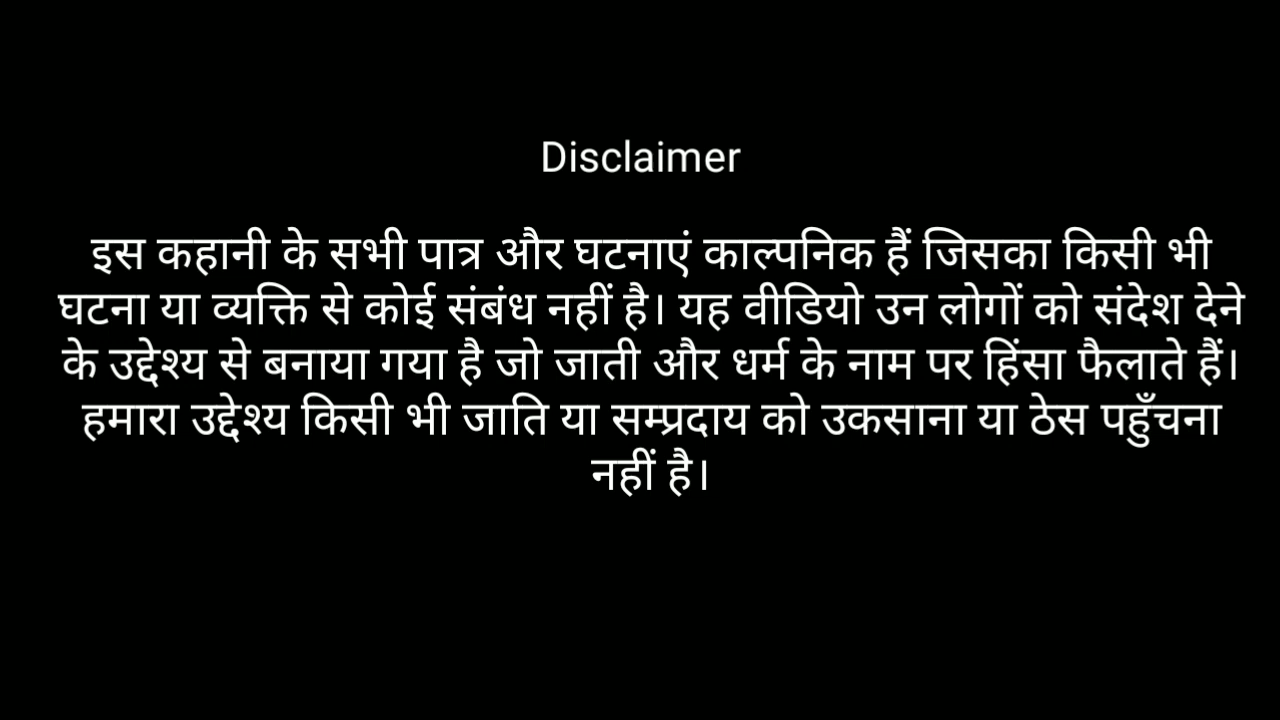 Disclaimer
इस कहानी के सभी पात्र और घटनाएं काल्पनिक हैं जिसका किसी भी
घटना या व्यक्ति से कोई संबंध नहीं है। यह वीडियो उन लोगों को संदेश देने
के उद्देश्य से बनाया गया है जो जाती और धर्म के नाम पर हिंसा फैलाते हैं।
हमारा उद्देश्य किसी भी जाति या सम्प्रदाय को उकसाना या ठेस पहुँचना
नहीं है।